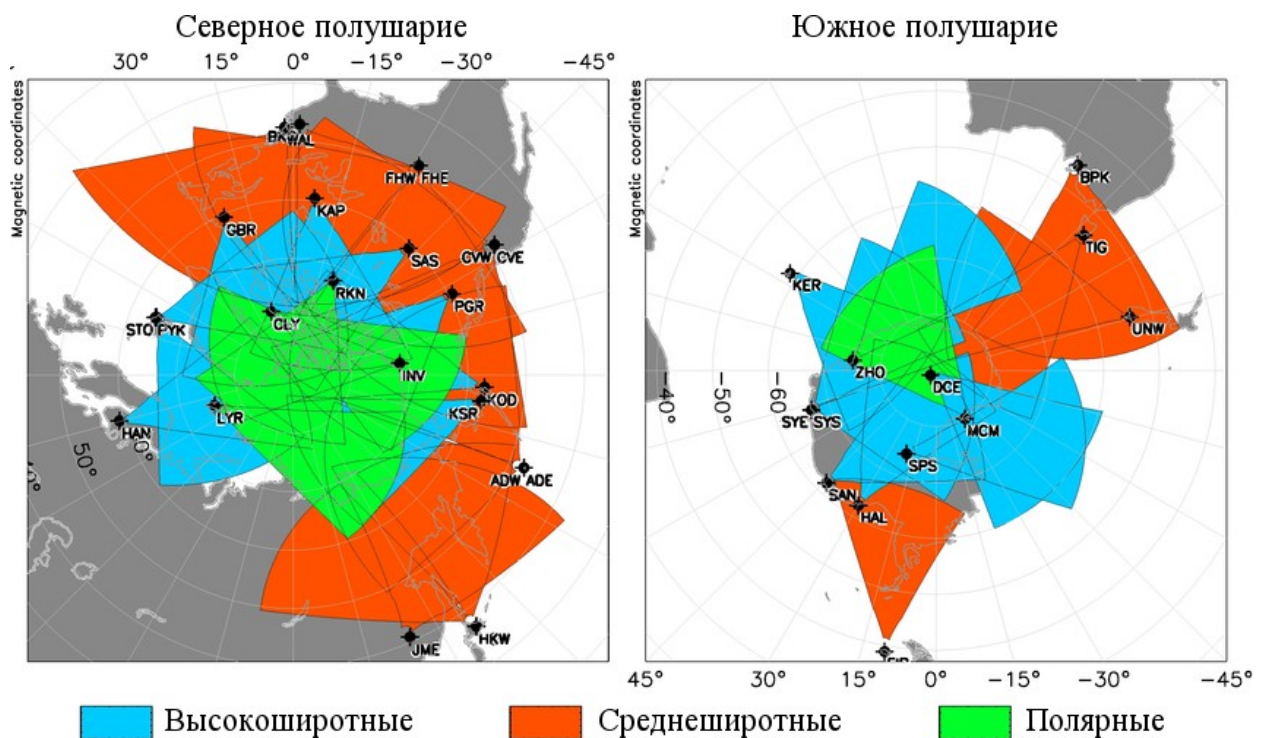 Северное полушарие
Южное полушарие
30° 15° 0° -15° -30° -45°
Magnetic coordinates
WAL
FHW FHE
KAP
GBR
SAS
CVW CVE
RKN
PGR
CLY
STO PYK
INV
KOD
KSR
LYR
HAN
50°
ADW ADE
HKW
JME
Magnetic coordinates
BPK
TIG
KER
UNW
ZHO
DCE
-60° -50° -40°
SYE SYS
MCM
SPS
SAN
HAL
45° 30° 15° 0° -15° -30° -45°
Высокоширотные
Среднеширотные
Полярные